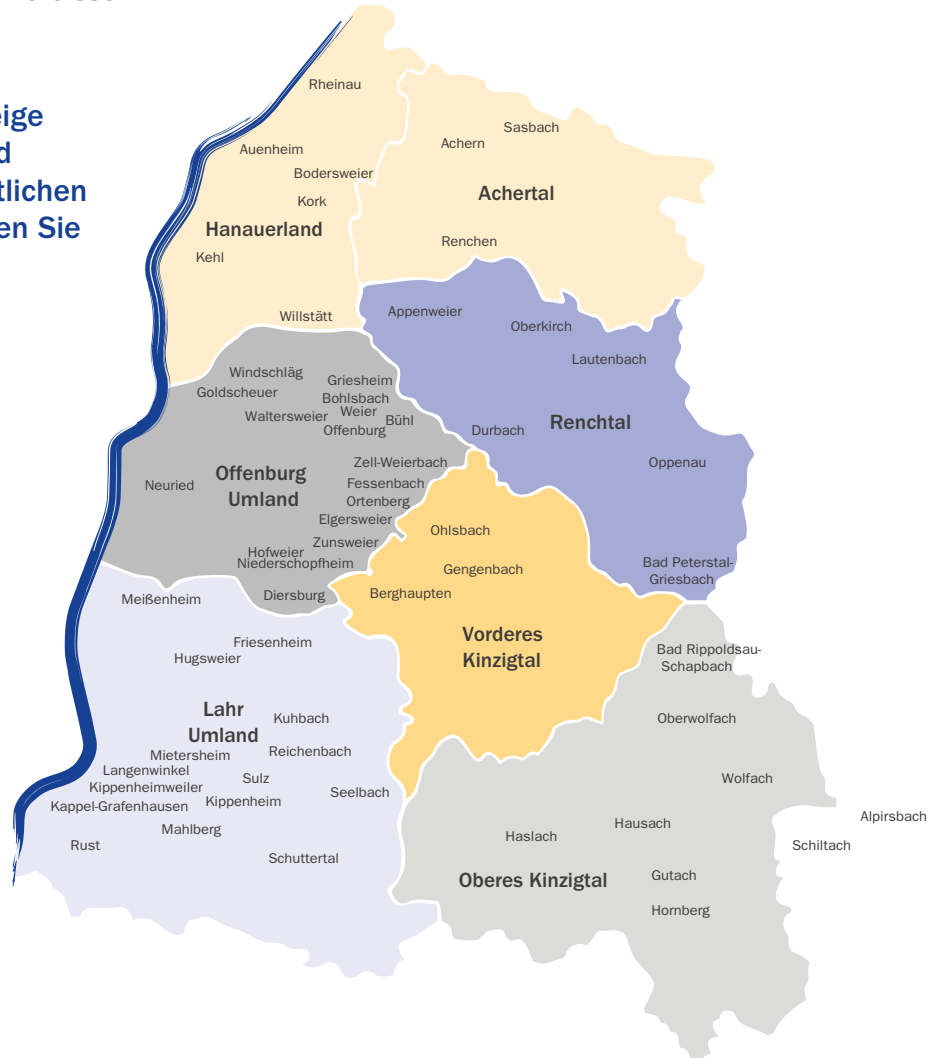 eige
d
tlichen
en Sie
Rheinau
Auenheim
Bodersweier
Kork
Hanauerland
Kehl
Willstätt
Sasbach
Achern
Achertal
Renchen
Appenweier
Oberkirch
Lautenbach
Renchtal
Durbach
Oppenau
Bad Peterstal-
Griesbach
Windschläg
Griesheim
Goldscheuer
Bohlsbach
Weier
Waltersweier
Bühl
Offenburg
Zell-Weierbach
Offenburg
Umland
Neuried
Fessenbach
Ortenberg
Elgersweier
Zunsweier
Hofweier
Niederschopfheim
Diersburg
Ohlsbach
Gengenbach
Berghaupten
Vorderes
Kinzigtal
Meißenheim
Friesenheim
Hugsweier
Lahr
Umland
Kuhbach
Reichenbach
Mietersheim
Langenwinkel
Sulz
Kippenheimweiler
Seelbach
Kippenheim
Kappel-Grafenhausen
Mahlberg
Rust
Schuttertal
Bad Rippoldsau-
Schapbach
Oberwolfach
Wolfach
Alpirsbach
Hausach
Haslach
Schiltach
Gutach
Oberes Kinzigtal
Hornberg